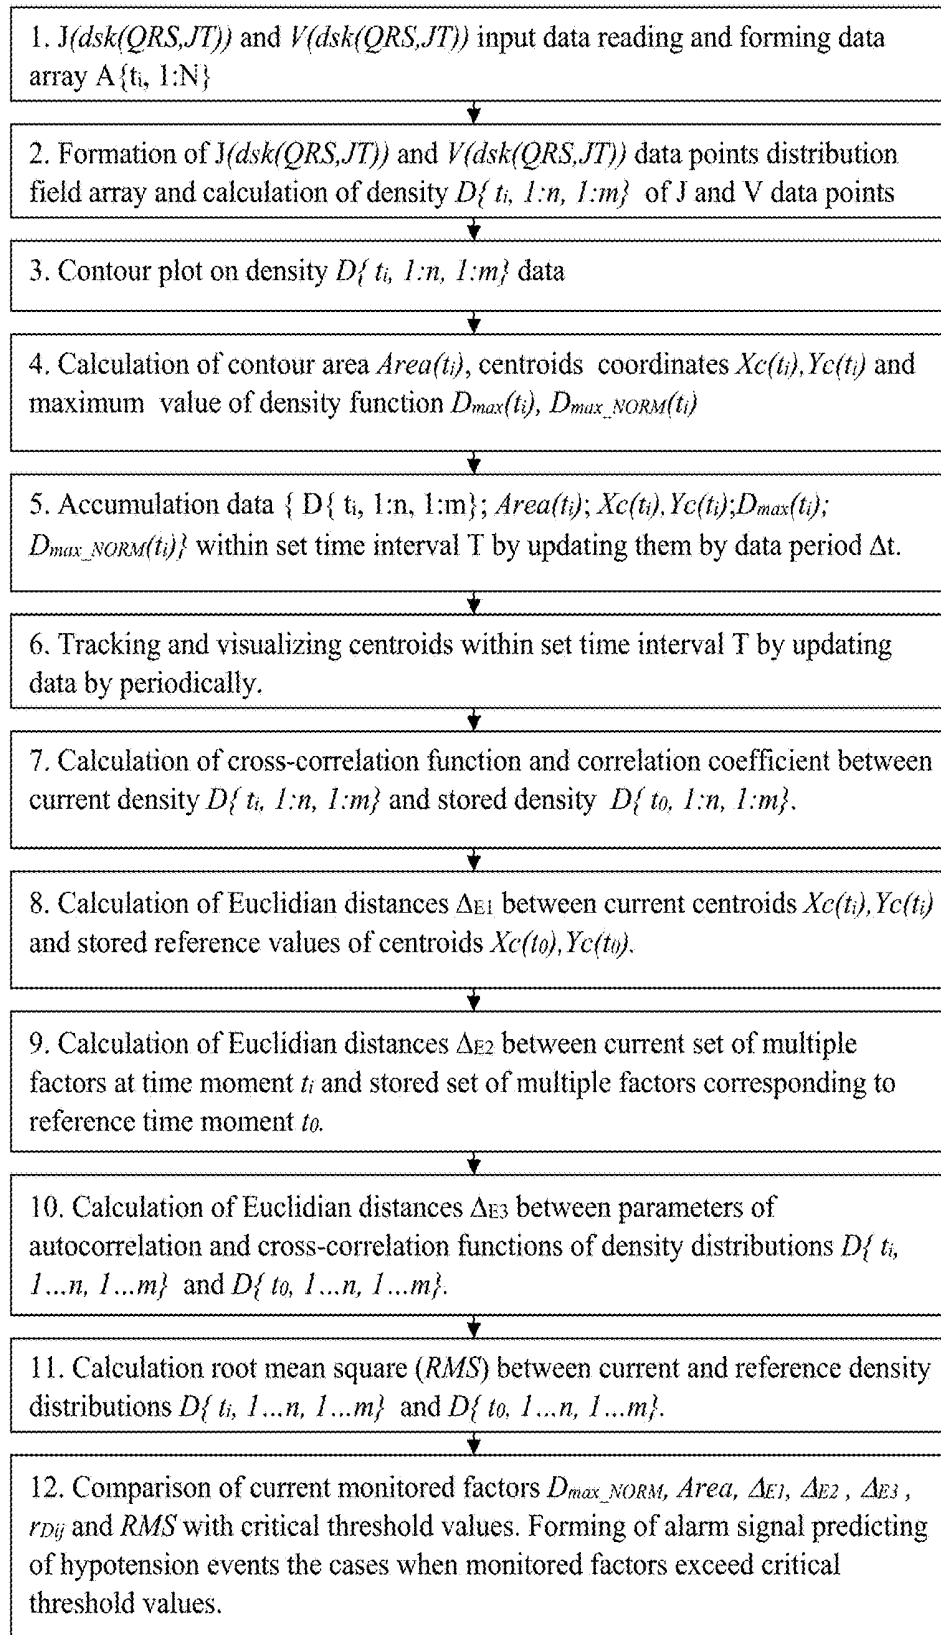 1. J(dsk(QRS,JT)) and V(dsk(QRS,JT)) input data reading and forming data
array A{ti, 1:N}
2. Formation of J(dsk(QRS,JT)) and V(dsk(QRS,JT)) data points distribution
field array and calculation of density D{ ti, 1:n, 1:m} of J and V data points
3. Contour plot on density D{ ti, 1:n, 1:m} data
4. Calculation of contour area Area(ti), centroids coordinates Xc(ti),Yc(ti) and
maximum value of density function Dmax(ti), Dmax_NORM(ti)
5. Accumulation data { D{ ti, 1:n, 1:m}; Area(ti); Xc(ti),Yc(ti);Dmax(ti);
Dmax_NORM(ti)} within set time interval T by updating them by data period Δt.
6. Tracking and visualizing centroids within set time interval T by updating
data by periodically.
7. Calculation of cross-correlation function and correlation coefficient between
current density D{ ti, 1:n, 1:m} and stored density D{ t0, 1:n, 1:m}.
8. Calculation of Euclidian distances ΔE1 between current centroids Xc(ti),Yc(ti)
and stored reference values of centroids Xc(t0),Yc(t0).
9. Calculation of Euclidian distances ΔE2 between current set of multiple
factors at time moment ti and stored set of multiple factors corresponding to
reference time moment t0.
10. Calculation of Euclidian distances ΔE3 between parameters of
autocorrelation and cross-correlation functions of density distributions D{ ti,
1...n, 1...m} and D{ t0, 1...n, 1...m}.
11. Calculation root mean square (RMS) between current and reference density
distributions D{ ti, 1...n, 1...m} and D{ t0, 1...n, 1...m}.
12. Comparison of current monitored factors Dmax_NORM, Area, ΔE1, ΔE2 , ΔE3 ,
rDij and RMS with critical threshold values. Forming of alarm signal predicting
of hypotension events the cases when monitored factors exceed critical
threshold values.